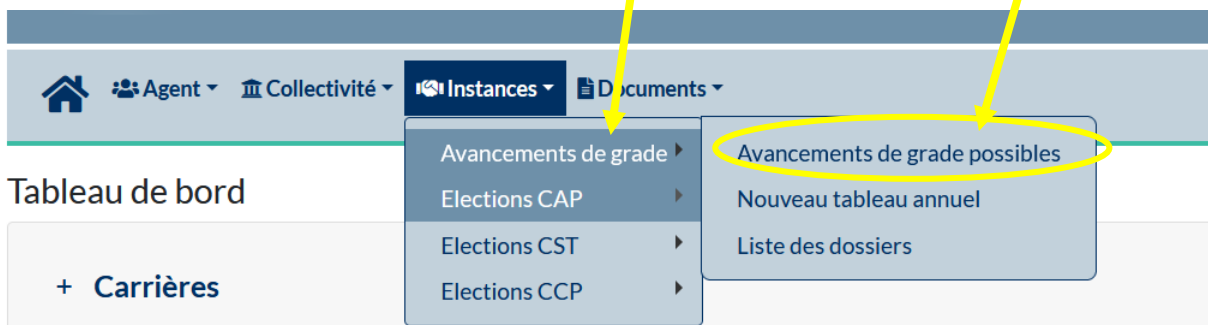 Agent Collectivité Instances Documents
Avancements de grade
Elections CAP
Elections CST
Elections CCP
Avancements de grade possibles
Nouveau tableau annuel
Liste des dossiers
Tableau de bord
+ Carrières